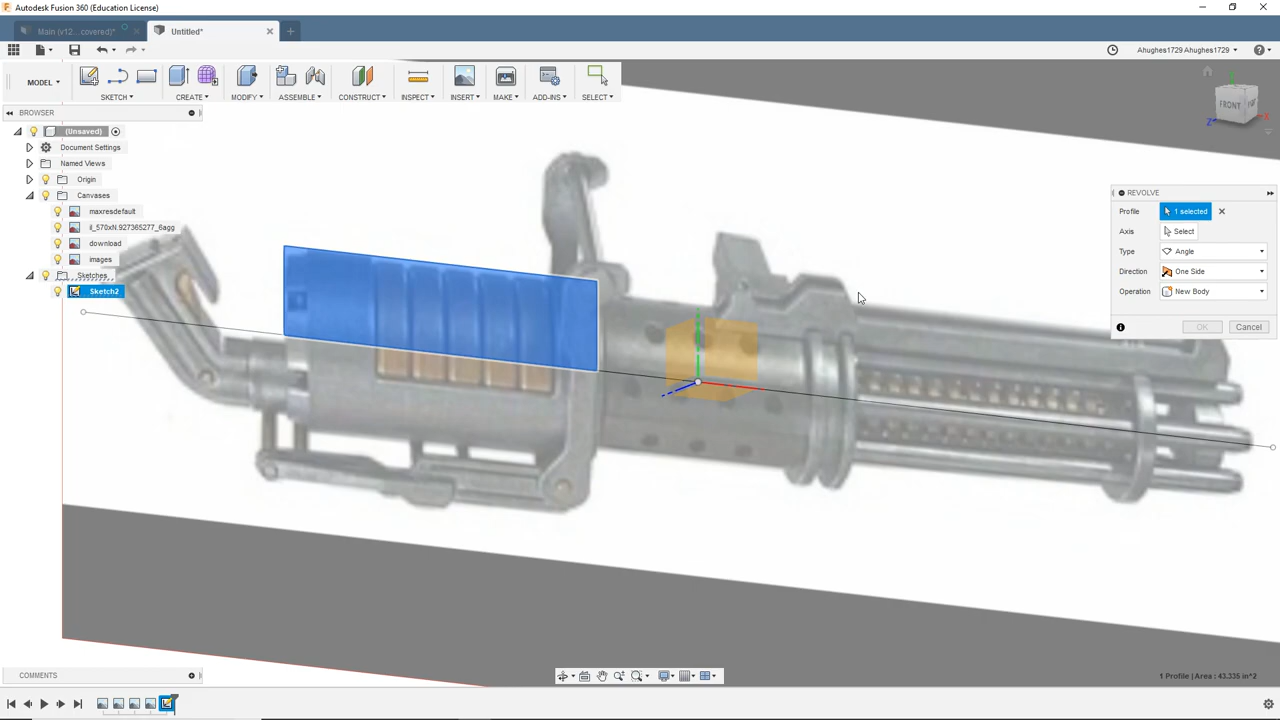 Autodesk Fusion 360 (Education License)
Main (v12...covered)*
Untitled*
Ahughes1729 Ahughes1729
MODEL
SKETCH
CREATE
MODIFY
ASSEMBLE
CONSTRUCT
INSPECT
INSERT
MAKE
ADD-INS
SELECT
BROWSER
(Unsaved)
Document Settings
Named Views
Origin
Canvases
maxresdefault
il_570xN.927365277_6agg
download
images
Sketches
Sketch2
FRONT
Z
X
REVOLVE
Profile 1 selected
Axis Select
Type Angle
Direction One Side
Operation New Body
OK Cancel
COMMENTS
1 Profile | Area : 43.335 in^2